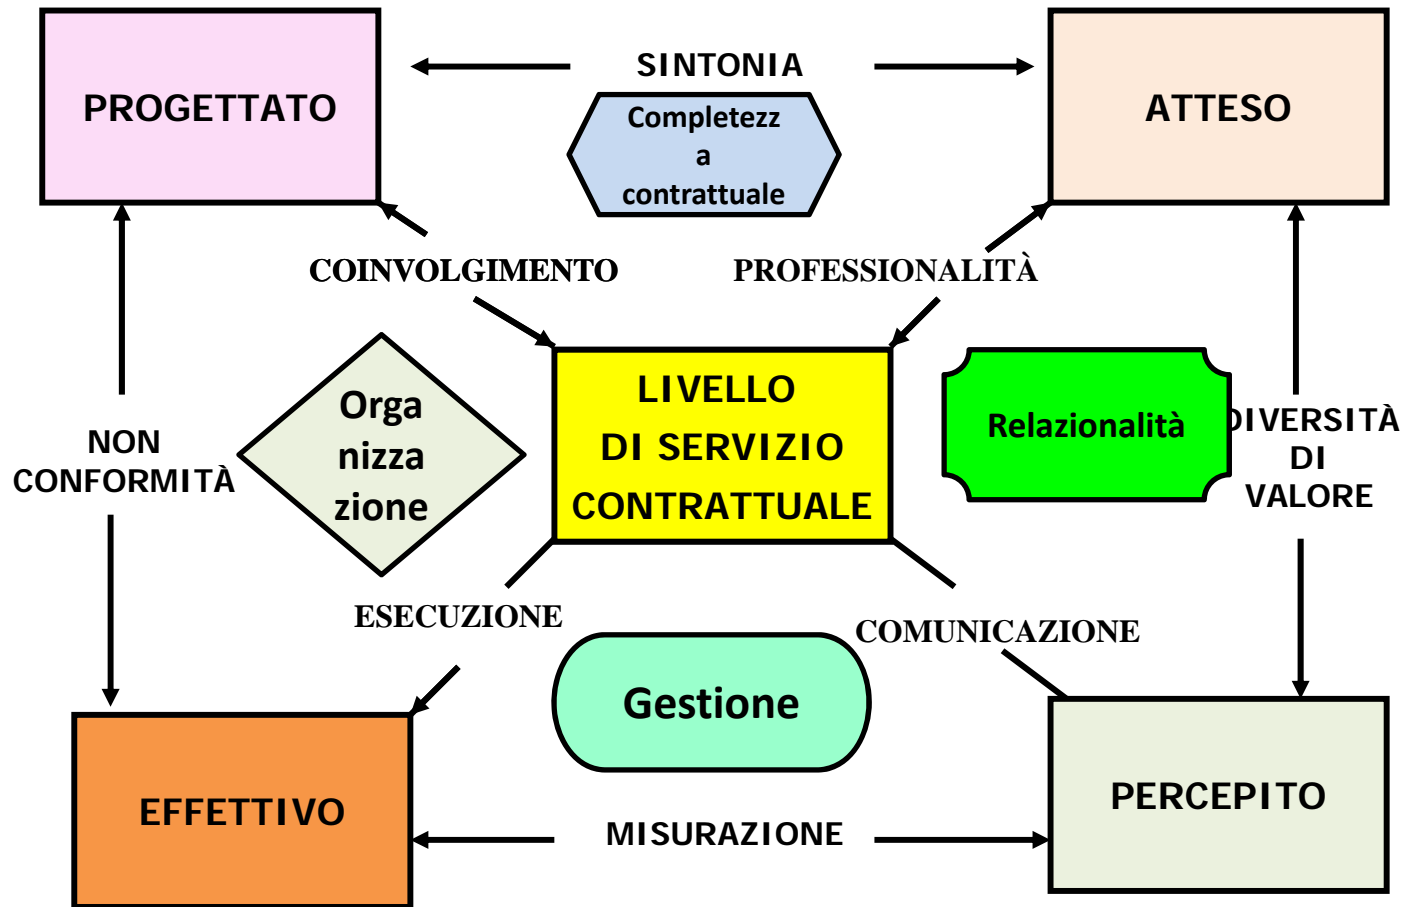 PROGETTATO
SINTONIA
ATTESO
Completezz
a
contrattuale
COINVOLGIMENTO
PROFESSIONALITÀ
NON
CONFORMITÀ
Orga
nizza
zione
LIVELLO
DI SERVIZIO
CONTRATTUALE
Relazionalità
DIVERSITÀ
DI
VALORE
ESECUZIONE
COMUNICAZIONE
Gestione
EFFETTIVO
MISURAZIONE
PERCEPITO